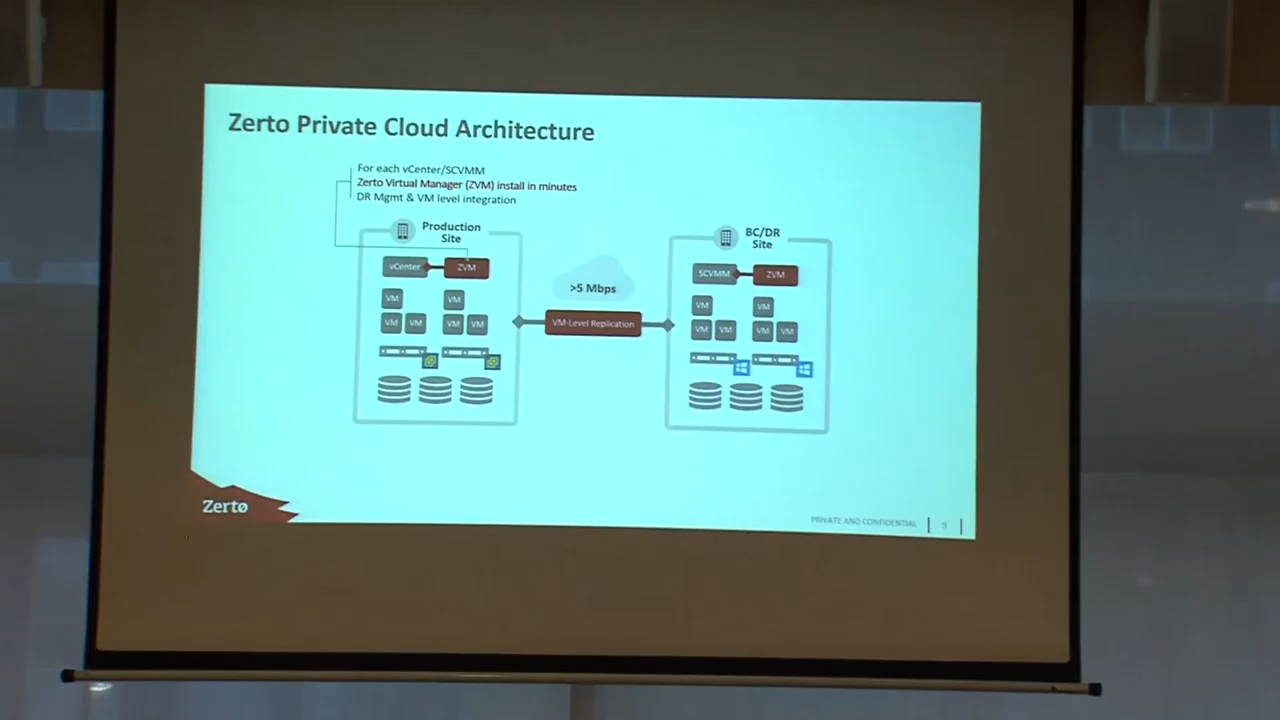 Zerto Private Cloud Architecture
For each vCenter/SCVMM
Zerto Virtual Manager (ZVM) install in minutes
DR Mgmt & VM level integration
Production
Site
vCenter
ZVM
VM
VM
VM VM
VM VM
>5 Mbps
VM-Level Replication
BC/DR
Site
SCVMM
ZVM
VM
VM
VM VM
VM VM
Zerto
PRIVATE AND CONFIDENTIAL
9